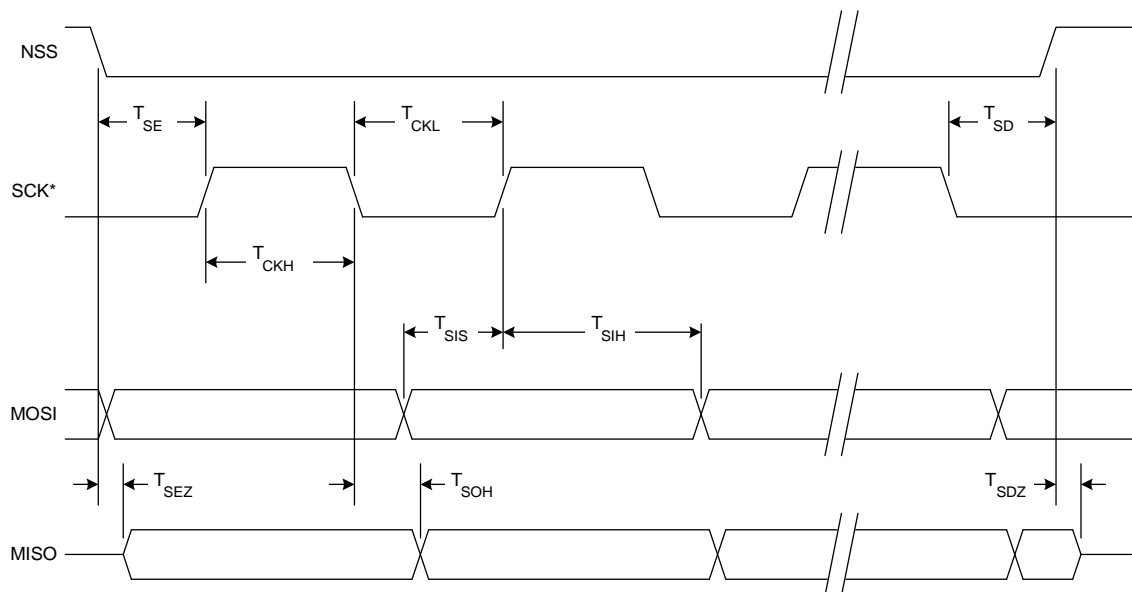 NSS
T_SE
T_CKL
T_SD
SCK*
T_CKH
T_SIS
T_SIH
MOSI
T_SEZ
T_SOH
T_SDZ
MISO